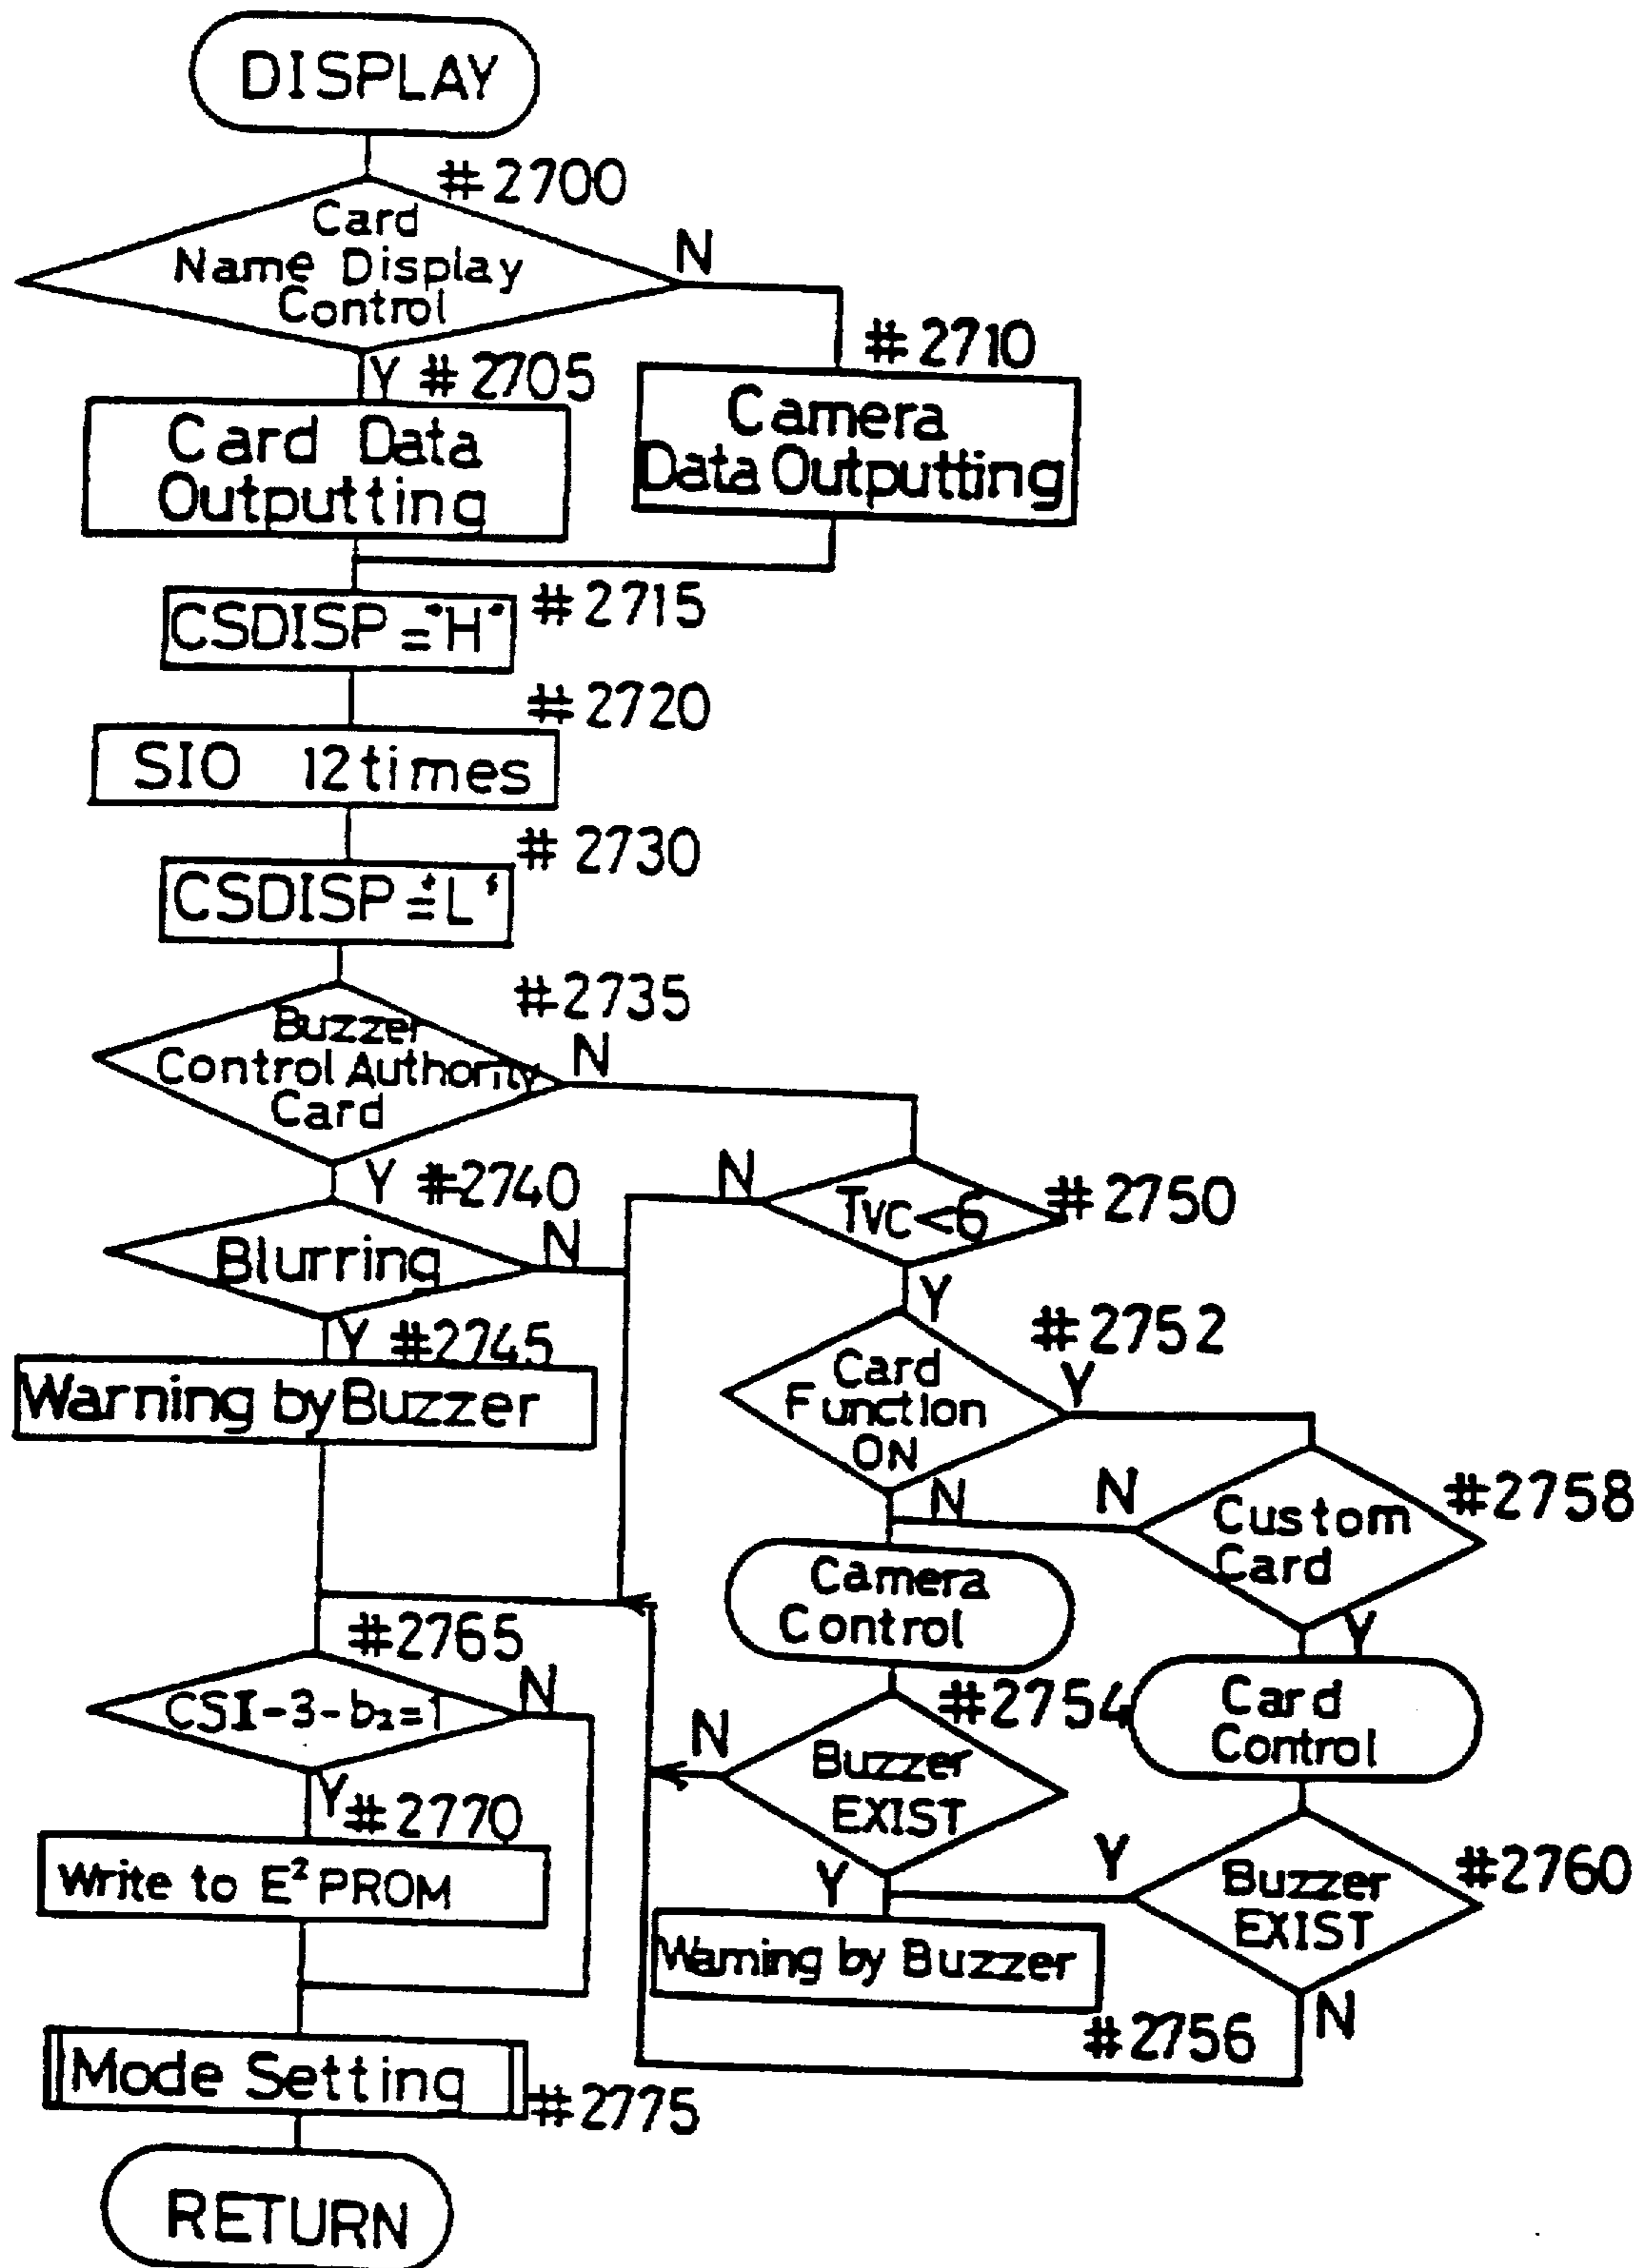 DISPLAY
#2700
Card
Name Display
Control
N
Y #2705
#2710
Card Data
Outputting
Camera
Data Outputting
CSDISP="H"
#2715
#2720
SIO 12times
#2730
CSDISP="L"
#2735
Buzzer
Control Authority
Card
N
Y #2740
Blurring
N
N
Tvc<6
#2750
Y
Y #2745
Warning by Buzzer
#2752
Card
Function
ON
Y
N
N
Custom
Card
#2758
Y
Camera
Control
Card
Control
#2765
CSI-3-b₂=1
N
Y
#2770
Write to E²PROM
#2754
N
Buzzer
EXIST
Y
Y
Buzzer
EXIST
#2760
N
Warning by Buzzer
#2756
Mode Setting
#2775
RETURN